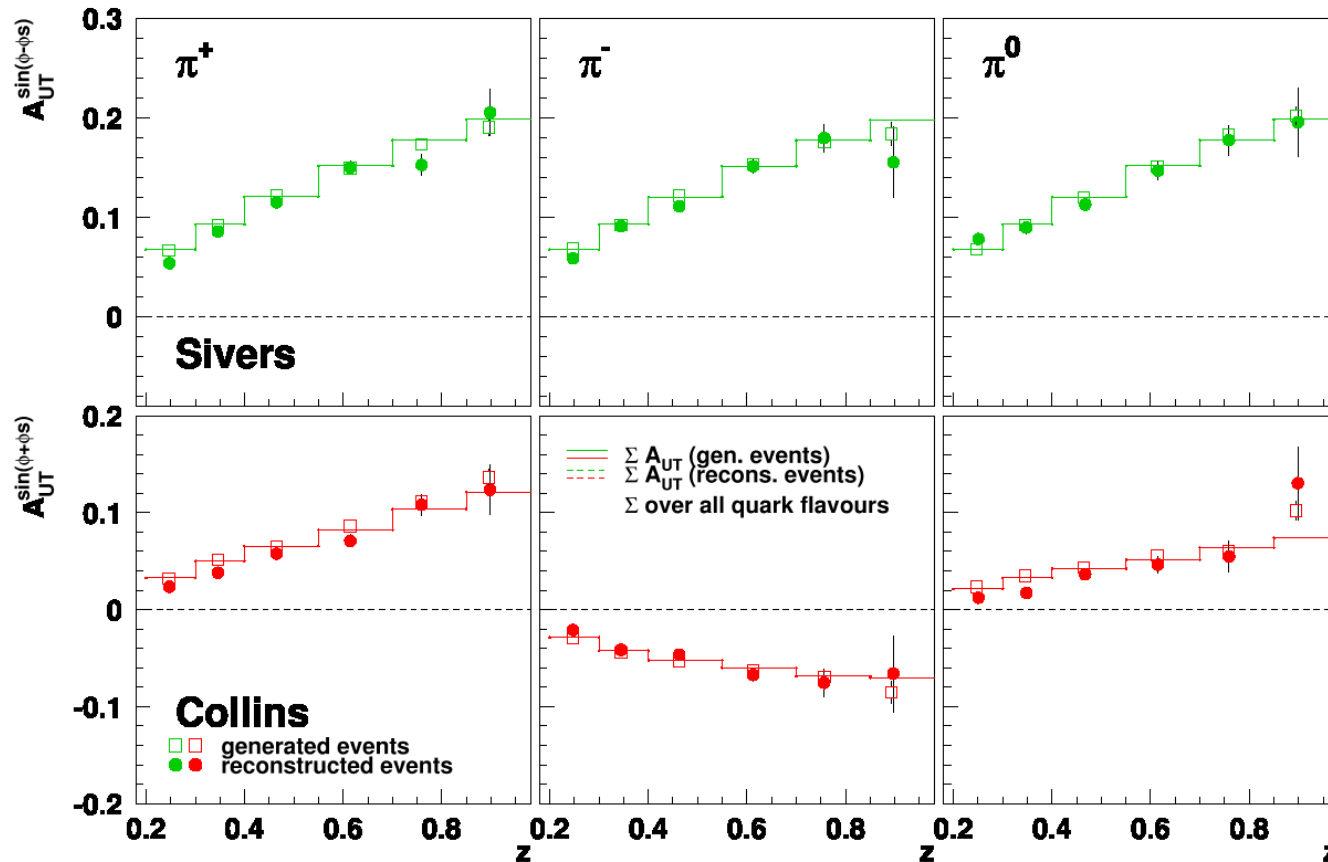 0.3
0.2
0.1
0
A_UT^sin(ϕ-ϕs)
π⁺
π⁻
π⁰
Sivers
0.2
0.1
0
-0.1
-0.2
A_UT^sin(ϕ+ϕs)
Σ A_UT (gen. events)
Σ A_UT (recons. events)
Σ over all quark flavours
Collins
generated events
reconstructed events
0.2 0.4 0.6 0.8
z
0.2 0.4 0.6 0.8
z
0.2 0.4 0.6 0.8
z